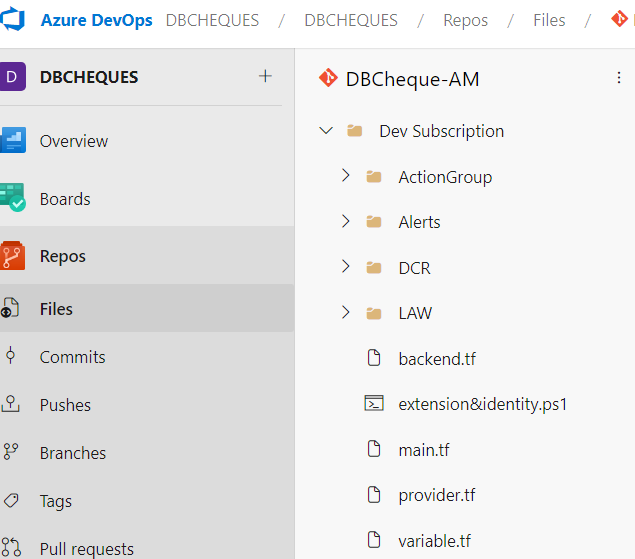 Azure DevOps DBCHEQUES / DBCHEQUES / Repos / Files /
D DBCHEQUES +
Overview
Boards
Repos
Files
Commits
Pushes
Branches
Tags
Pull requests
DBCheque-AM
Dev Subscription
ActionGroup
Alerts
DCR
LAW
backend.tf
extension&identity.ps1
main.tf
provider.tf
variable.tf